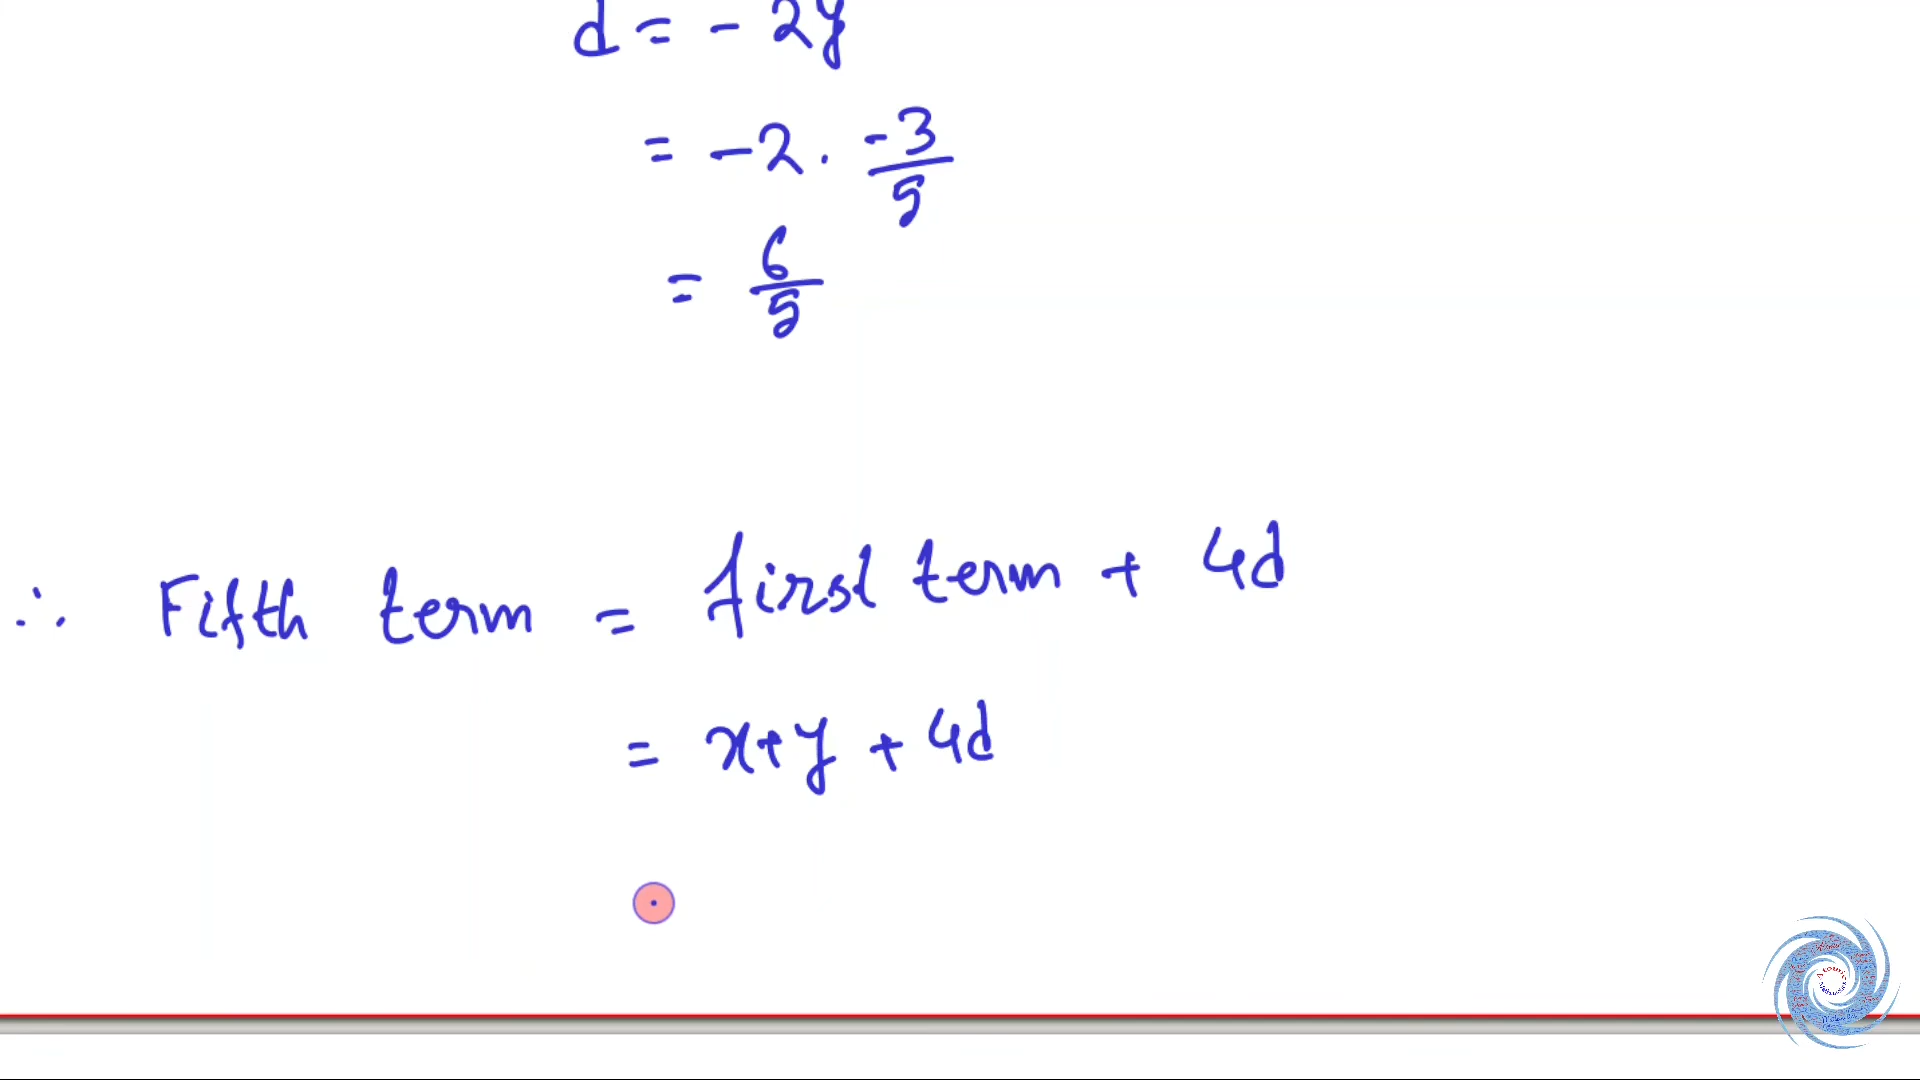 d = - 2y
= -2 · -3/5
= 6/5
∴ Fifth term = first term + 4d
= x+y + 4d